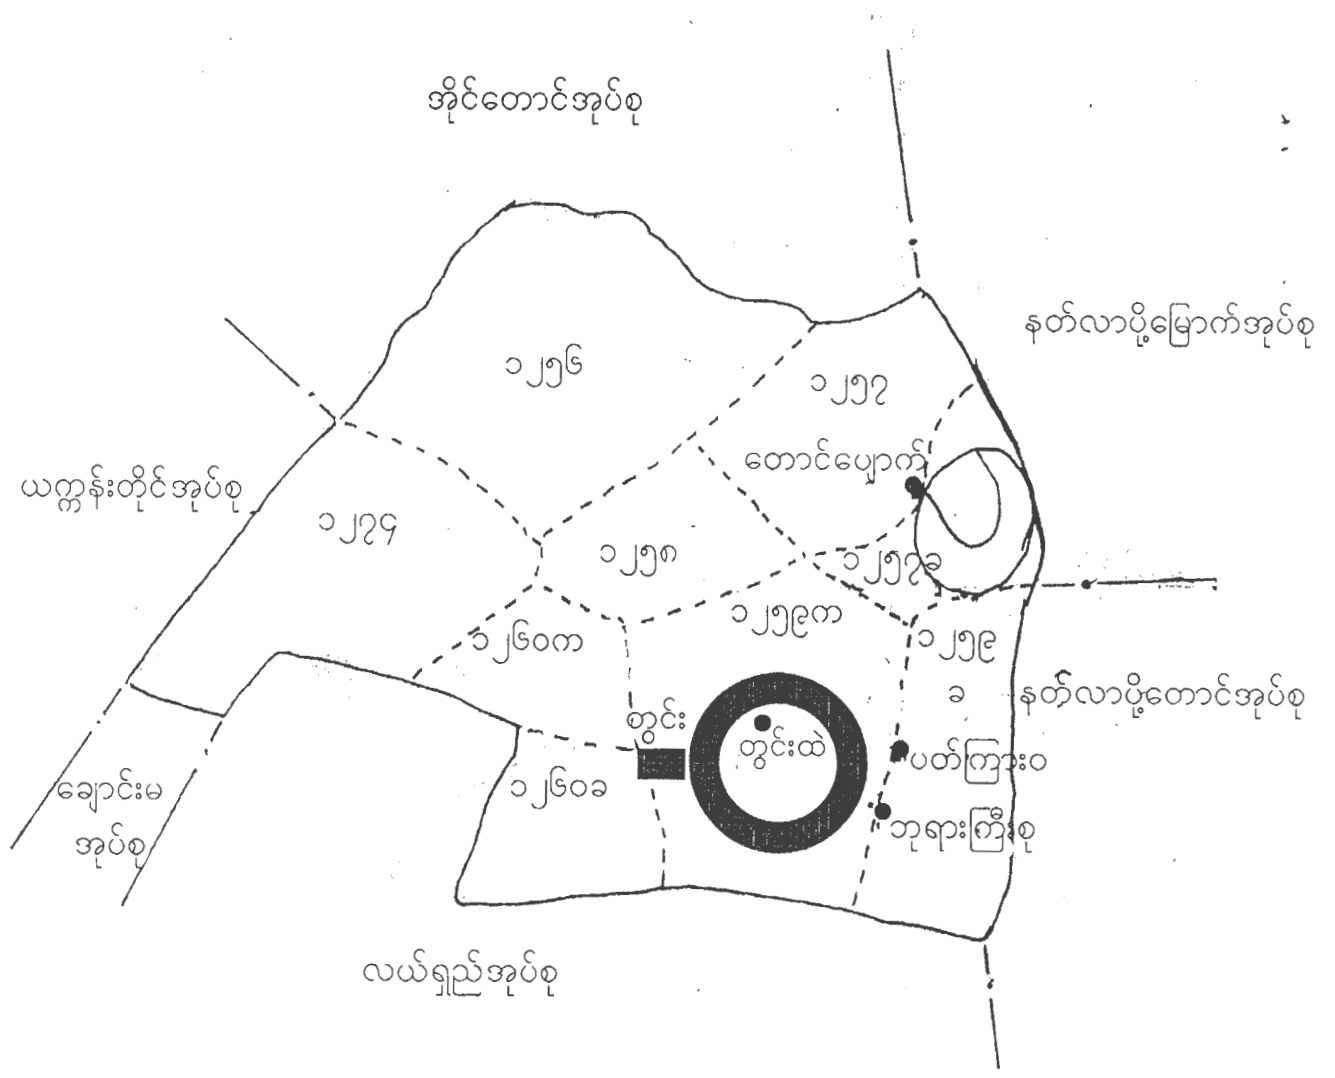 အိုင်တောင်အုပ်စု
နတ်လာပို့မြောက်အုပ်စု
၁၂၅၆
၁၂၅၇
တောင်ပျောက်
ယက္ကန်းတိုင်အုပ်စု
၁၂၇၄
၁၂၅၈
၁၂၅၇ခ
၁၂၅၉က
၁၂၆၀က
၁၂၅၉
ခ
နတ်လာပို့တောင်အုပ်စု
တွင်း
တွင်းထဲ
ပတ်ကြားဝ
၁၂၆၀ခ
ချောင်းမ
အုပ်စု
ဘုရားကြီးစု
လယ်ရှည်အုပ်စု